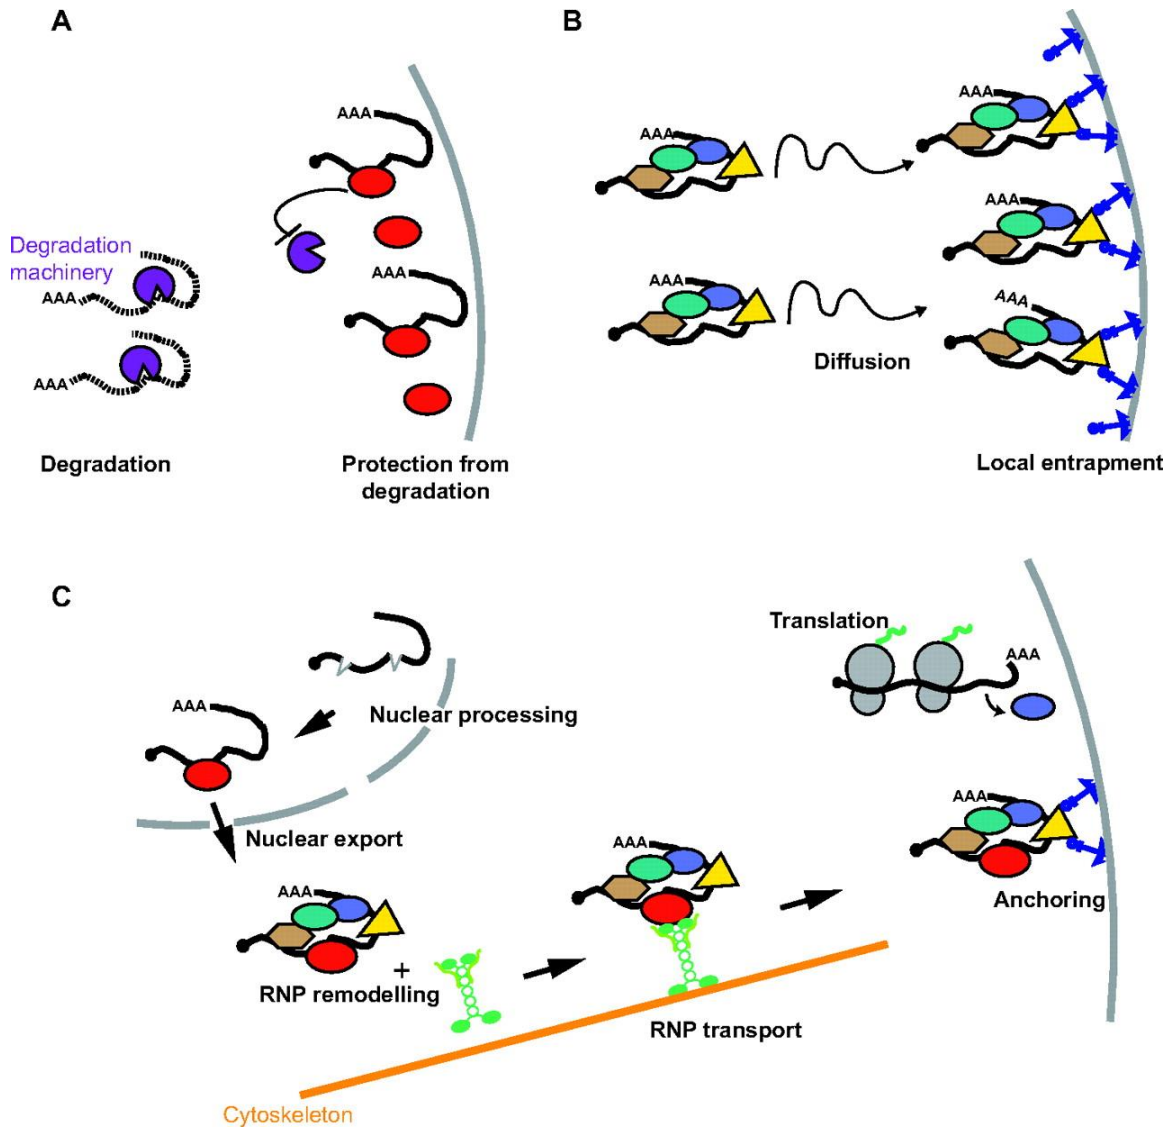 A
AAA
AAA
Degradation
machinery
AAA
AAA
Degradation
Protection from
degradation
B
AAA
AAA
AAA
AAA
AAA
Diffusion
Local entrapment
C
AAA
Nuclear processing
Nuclear export
AAA
+
RNP remodelling
AAA
RNP transport
Cytoskeleton
Translation
AAA
AAA
Anchoring